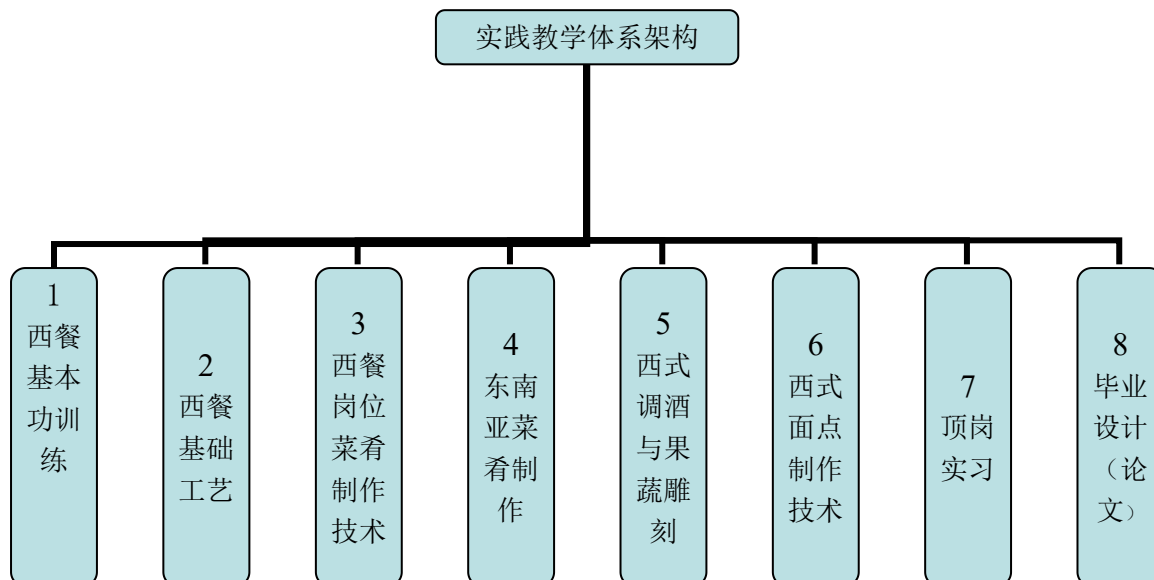 实践教学体系架构
1
西餐
基本
功训
练
2
西餐
基础
工艺
3
西餐
岗位
菜肴
制作
技术
4
东南
亚菜
肴制
作
5
西式
调酒
与果
蔬雕
刻
6
西式
面点
制作
技术
7
顶岗
实习
8
毕业
设计
（论
文）